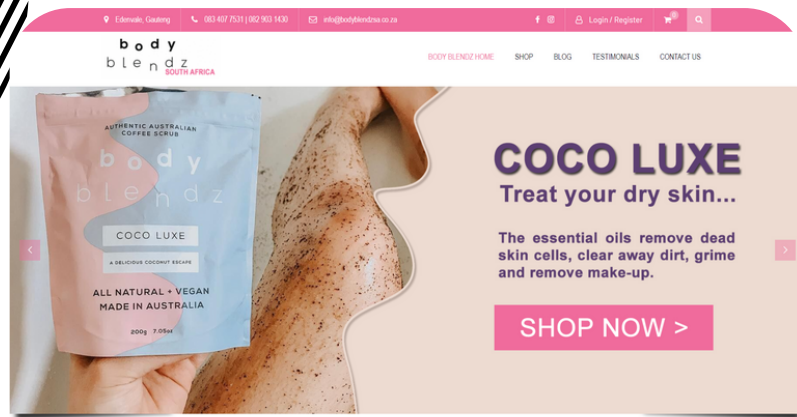 Edenvale, Gauteng
083 407 7531 | 082 903 1430
info@bodyblendzsa.co.za
Login / Register
0
body
blendz
SOUTH AFRICA
BODY BLENDZ HOME
SHOP
BLOG
TESTIMONIALS
CONTACT US
AUTHENTIC AUSTRALIAN
COFFEE SCRUB
body
blendz
COCO LUXE
A DELICIOUS COCONUT ESCAPE
ALL NATURAL + VEGAN
MADE IN AUSTRALIA
200g 7.05oz
COCO LUXE
Treat your dry skin...
The essential oils remove dead
skin cells, clear away dirt, grime
and remove make-up.
SHOP NOW >